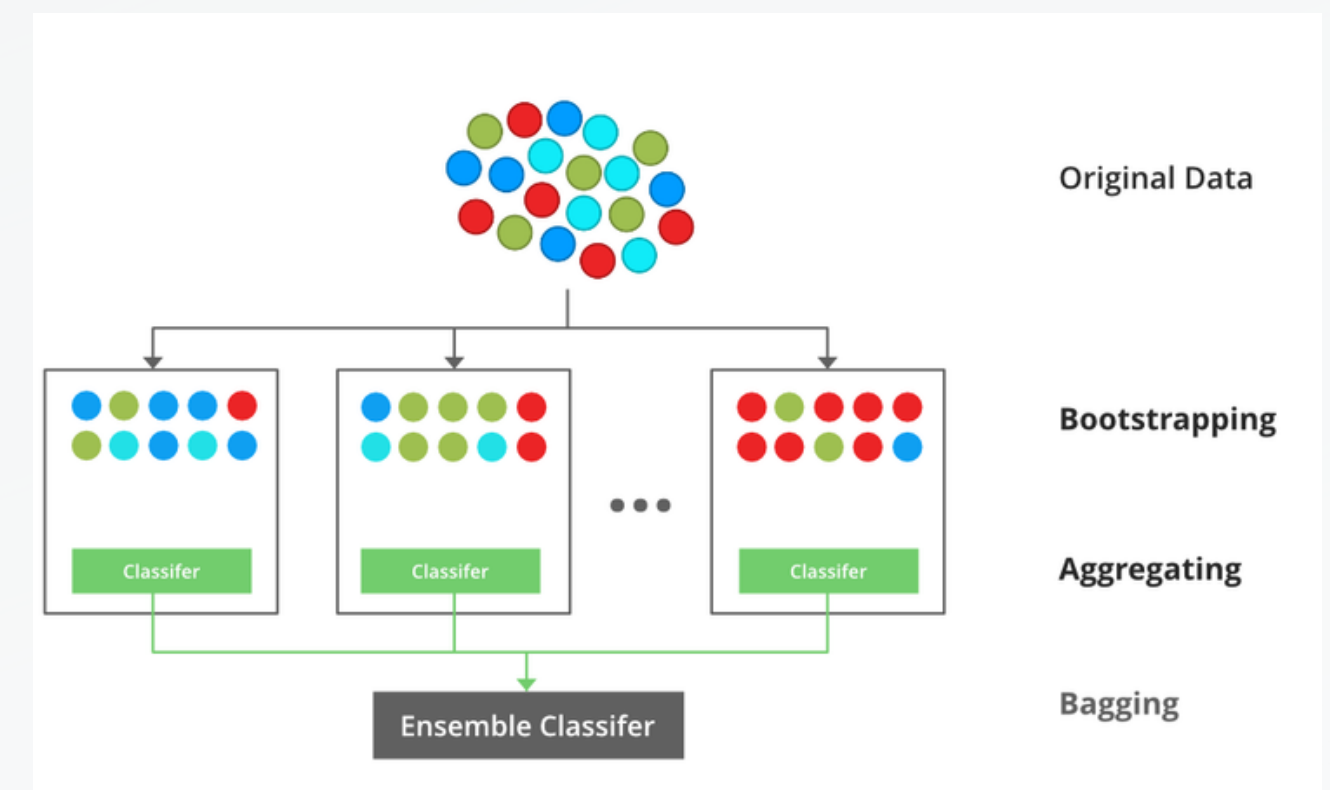 Original Data
Bootstrapping
Classifer
Classifer
Classifer
Aggregating
Ensemble Classifer
Bagging